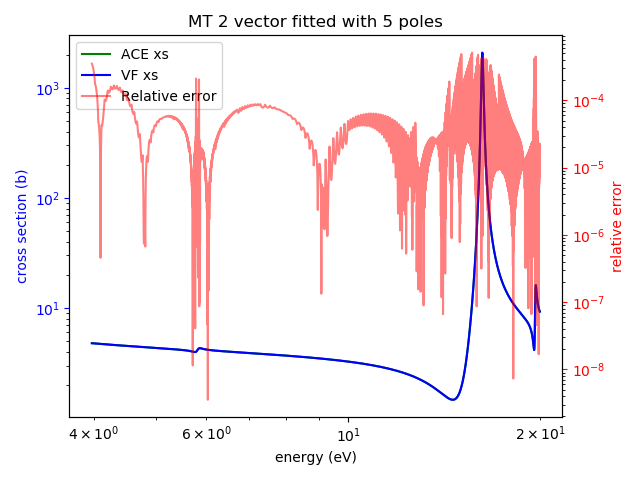 MT 2 vector fitted with 5 poles
ACE xs
VF xs
Relative error
cross section (b)
10³
10²
10¹
relative error
10⁻⁴
10⁻⁵
10⁻⁶
10⁻⁷
10⁻⁸
4 × 10⁰ 6 × 10⁰ 10¹ 2 × 10¹
energy (eV)